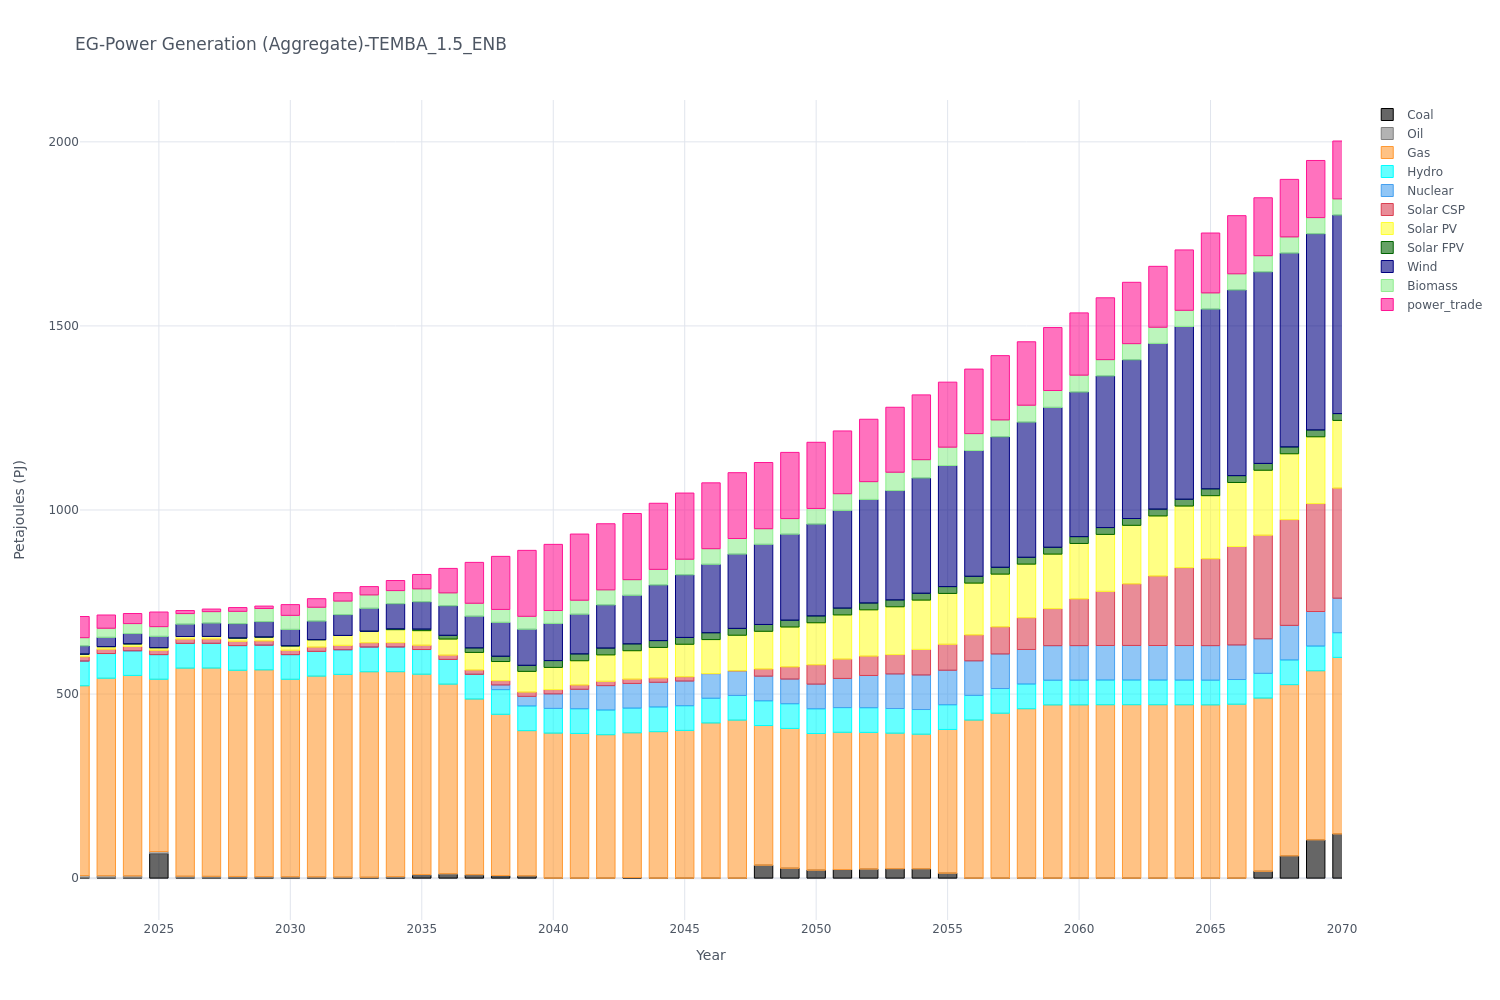 EG-Power Generation (Aggregate)-TEMBA_1.5_ENB
Coal
Oil
Gas
Hydro
Nuclear
Solar CSP
Solar PV
Solar FPV
Wind
Biomass
power_trade
Petajoules (PJ)
2000
1500
1000
500
0
2025 2030 2035 2040 2045 2050 2055 2060 2065 2070
Year